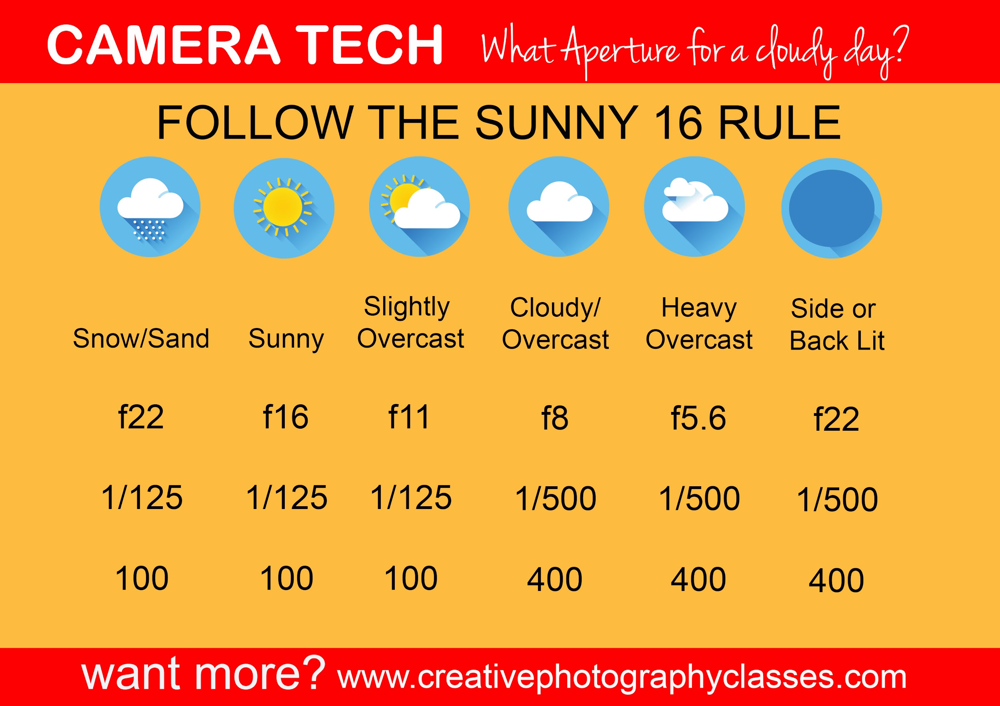 CAMERA TECH What Aperture for a cloudy day?
FOLLOW THE SUNNY 16 RULE
Snow/Sand
Sunny
Slightly
Overcast
Cloudy/
Overcast
Heavy
Overcast
Side or
Back Lit
f22 f16 f11 f8 f5.6 f22
1/125 1/125 1/125 1/500 1/500 1/500
100 100 100 400 400 400
want more? www.creativephotographyclasses.com